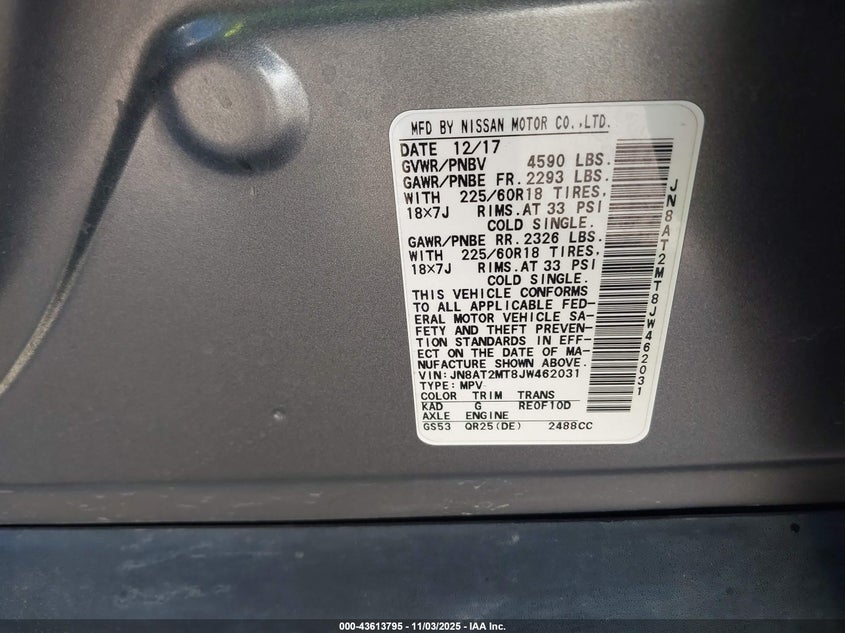 MFD BY NISSAN MOTOR CO.,LTD.
DATE 12/17
GVWR/PNBV 4590 LBS.
GAWR/PNBE FR. 2293 LBS.
WITH 225/60R18 TIRES,
18×7J RIMS.AT 33 PSI
COLD SINGLE.
GAWR/PNBE RR. 2326 LBS.
WITH 225/60R18 TIRES,
18×7J RIMS.AT 33 PSI
COLD SINGLE.
THIS VEHICLE CONFORMS
TO ALL APPLICABLE FED-
ERAL MOTOR VEHICLE SA-
FETY AND THEFT PREVEN-
TION STANDARDS IN EFF-
ECT ON THE DATE OF MA-
NUFACTURE SHOWN ABOVE.
VIN:JN8AT2MT8JW462031
TYPE: MPV
COLOR TRIM TRANS
KAD G RE0F10D
AXLE ENGINE
GS53 QR25(DE) 2488CC
JN8AT2MT8JW462031
000-43613795 - 11/03/2025 - IAA Inc.